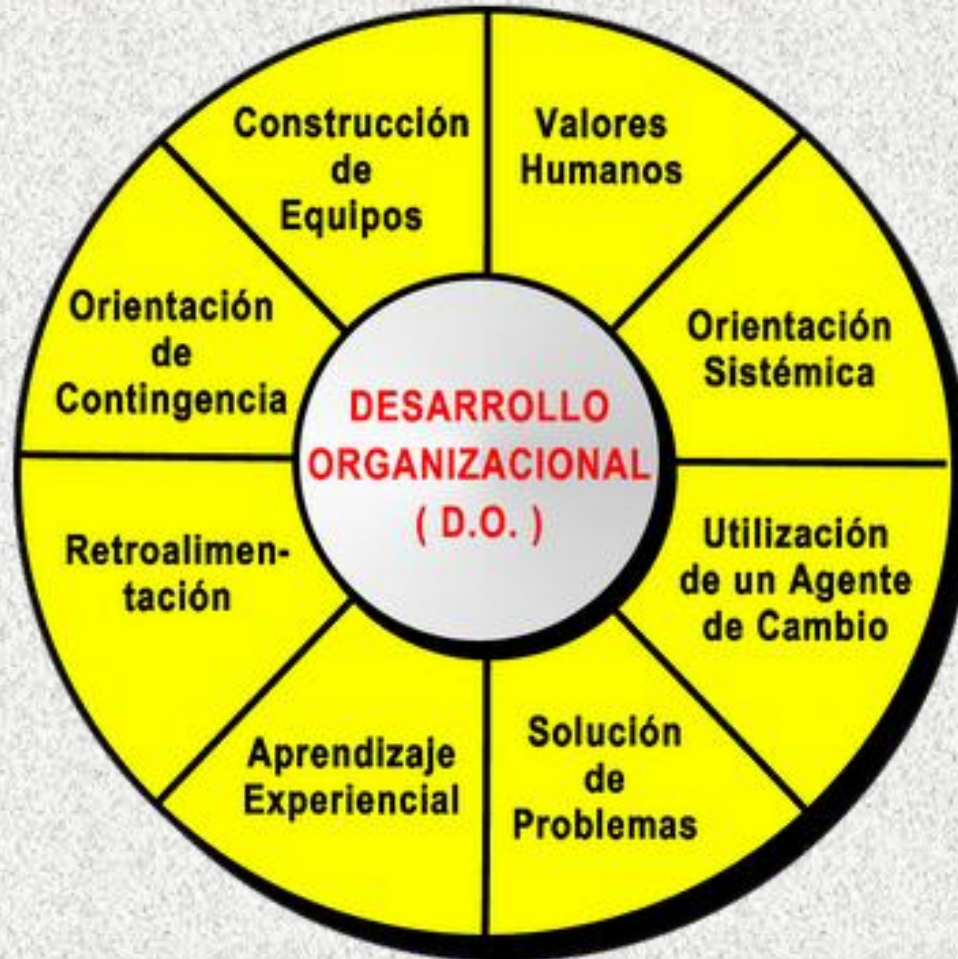 Construcción
de
Equipos
Valores
Humanos
Orientación
Sistémica
Utilización
de un Agente
de Cambio
Solución
de
Problemas
Aprendizaje
Experiencial
Retroalimen-
tación
Orientación
de
Contingencia
DESARROLLO
ORGANIZACIONAL
( D.O. )